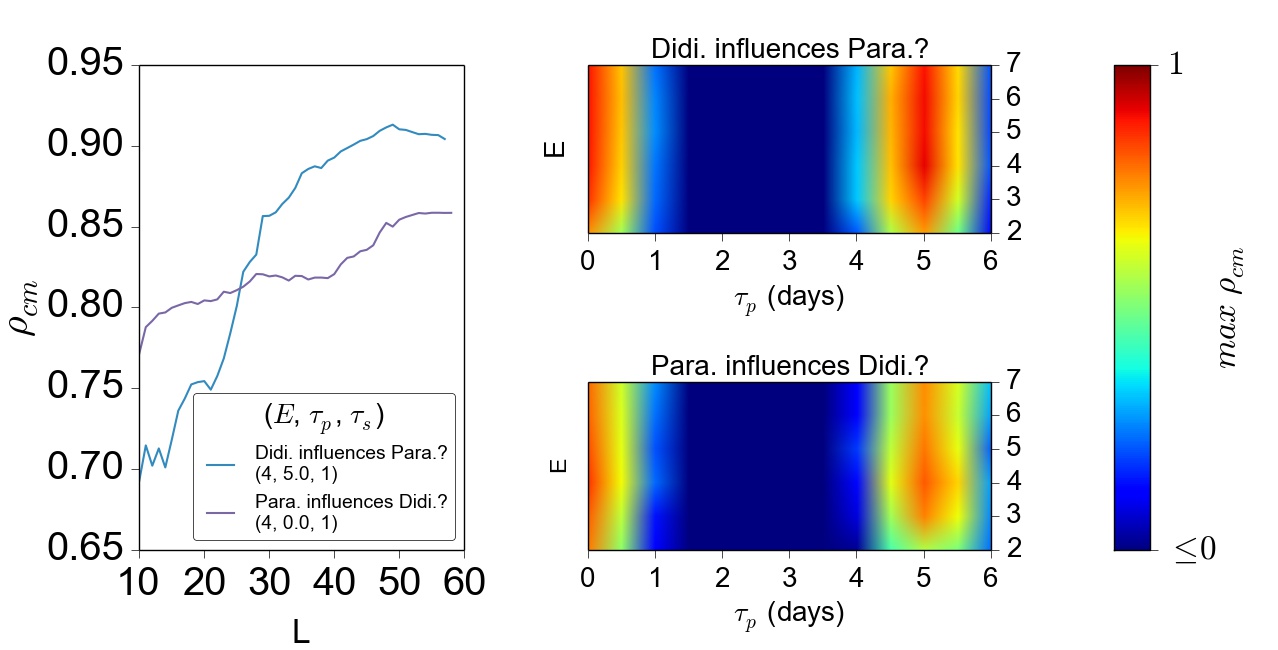 0.95
0.90
0.85
0.80
0.75
0.70
0.65
ρcm
10 20 30 40 50 60
L
(E, τp, τs)
Didi. influences Para.?
(4, 5.0, 1)
Para. influences Didi.?
(4, 0.0, 1)
Didi. influences Para.?
E
7
6
5
4
3
2
0 1 2 3 4 5 6
τp (days)
Para. influences Didi.?
E
7
6
5
4
3
2
0 1 2 3 4 5 6
τp (days)
1
≤0
max ρcm